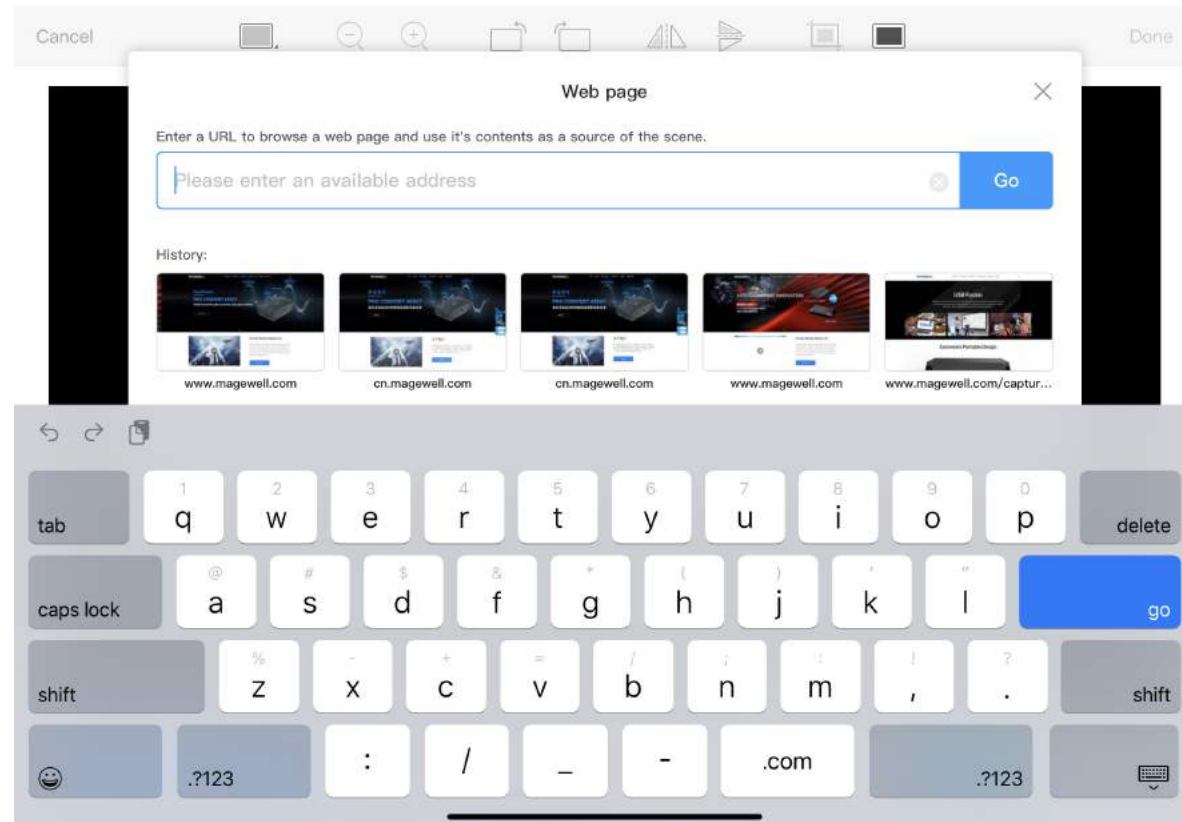 Cancel
Done
Web page
Enter a URL to browse a web page and use it's contents as a source of the scene.
Please enter an available address
Go
History:
www.magewell.com
cn.magewell.com
cn.magewell.com
www.magewell.com
www.magewell.com/captur...
1 2 3 4 5 6 7 8 9 0
tab q w e r t y u i o p delete
@ # $ & * ( ) ' "
caps lock a s d f g h j k l go
% - + = / ; : ! ?
shift z x c v b n m , . shift
.?123 : / _ - .com .?123